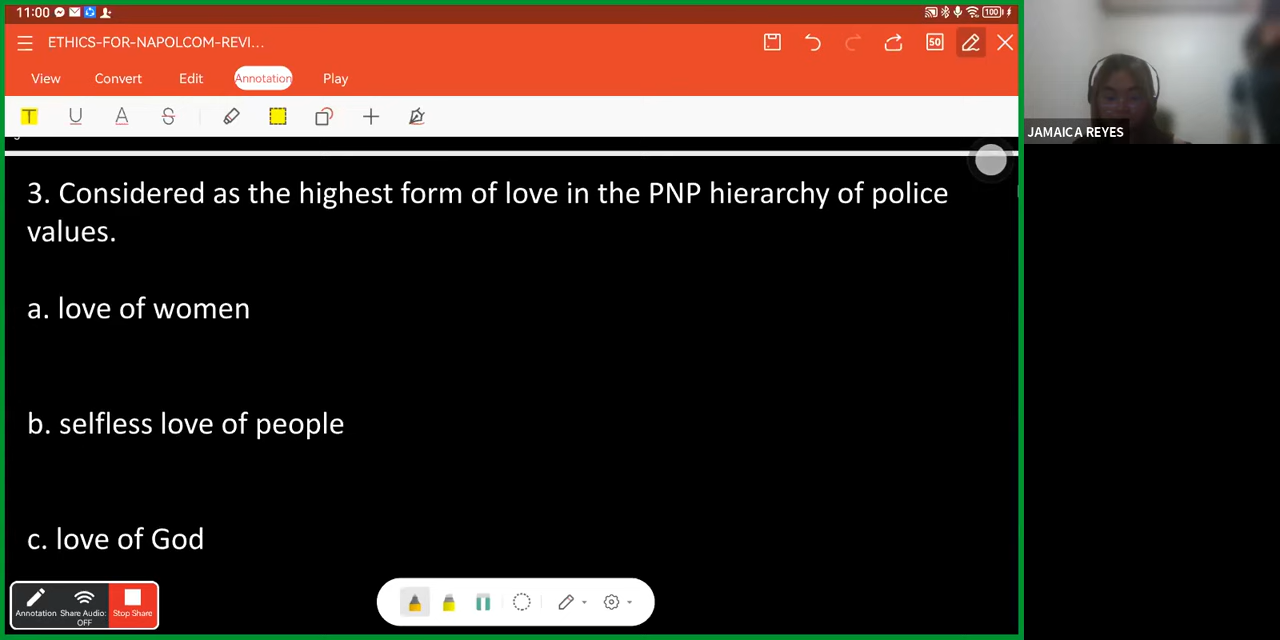 11:00
100
ETHICS-FOR-NAPOLCOM-REVI...
50
View Convert Edit Annotation Play
T U A S
JAMAICA REYES
3. Considered as the highest form of love in the PNP hierarchy of police
values.
a. love of women
b. selfless love of people
c. love of God
Annotation
Share Audio:
OFF
Stop Share